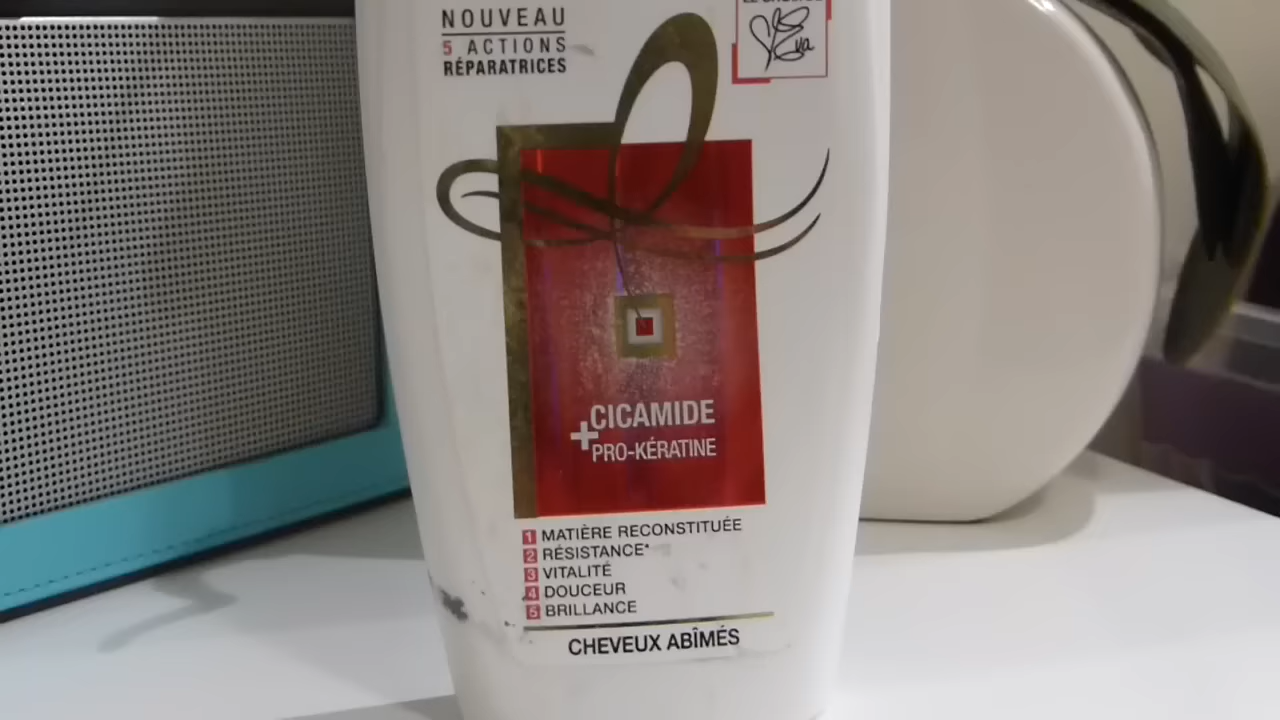 NOUVEAU
5 ACTIONS
RÉPARATRICES
Eva
CICAMIDE
+
PRO-KÉRATINE
1 MATIÈRE RECONSTITUÉE
2 RÉSISTANCE*
3 VITALITÉ
4 DOUCEUR
5 BRILLANCE
CHEVEUX ABÎMÉS